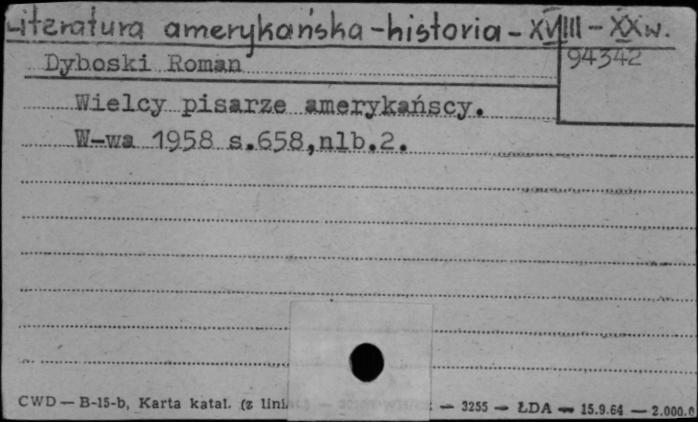 Literatura amerykańska - historia - XVIII - XX w.
Dyboski Roman
94342
Wielcy pisarze amerykańscy.
W-wa 1958 s.658,nlb.2.
CWD — B-15-b, Karta katal. (z lini — 3255 — ŁDA — 15.9.64 — 2.000.0